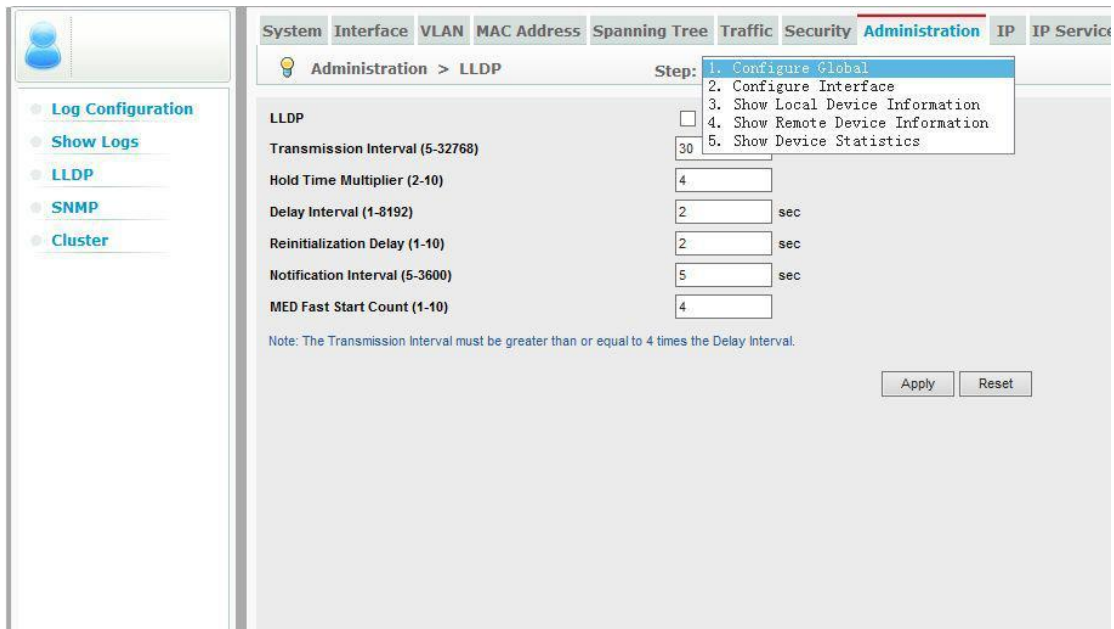 System Interface VLAN MAC Address Spanning Tree Traffic Security Administration IP IP Service
Administration > LLDP Step: 1. Configure Global
2. Configure Interface
3. Show Local Device Information
4. Show Remote Device Information
5. Show Device Statistics
Log Configuration
Show Logs
LLDP
SNMP
Cluster
LLDP
Transmission Interval (5-32768) 30
Hold Time Multiplier (2-10) 4
Delay Interval (1-8192) 2 sec
Reinitialization Delay (1-10) 2 sec
Notification Interval (5-3600) 5 sec
MED Fast Start Count (1-10) 4
Note: The Transmission Interval must be greater than or equal to 4 times the Delay Interval.
Apply Reset